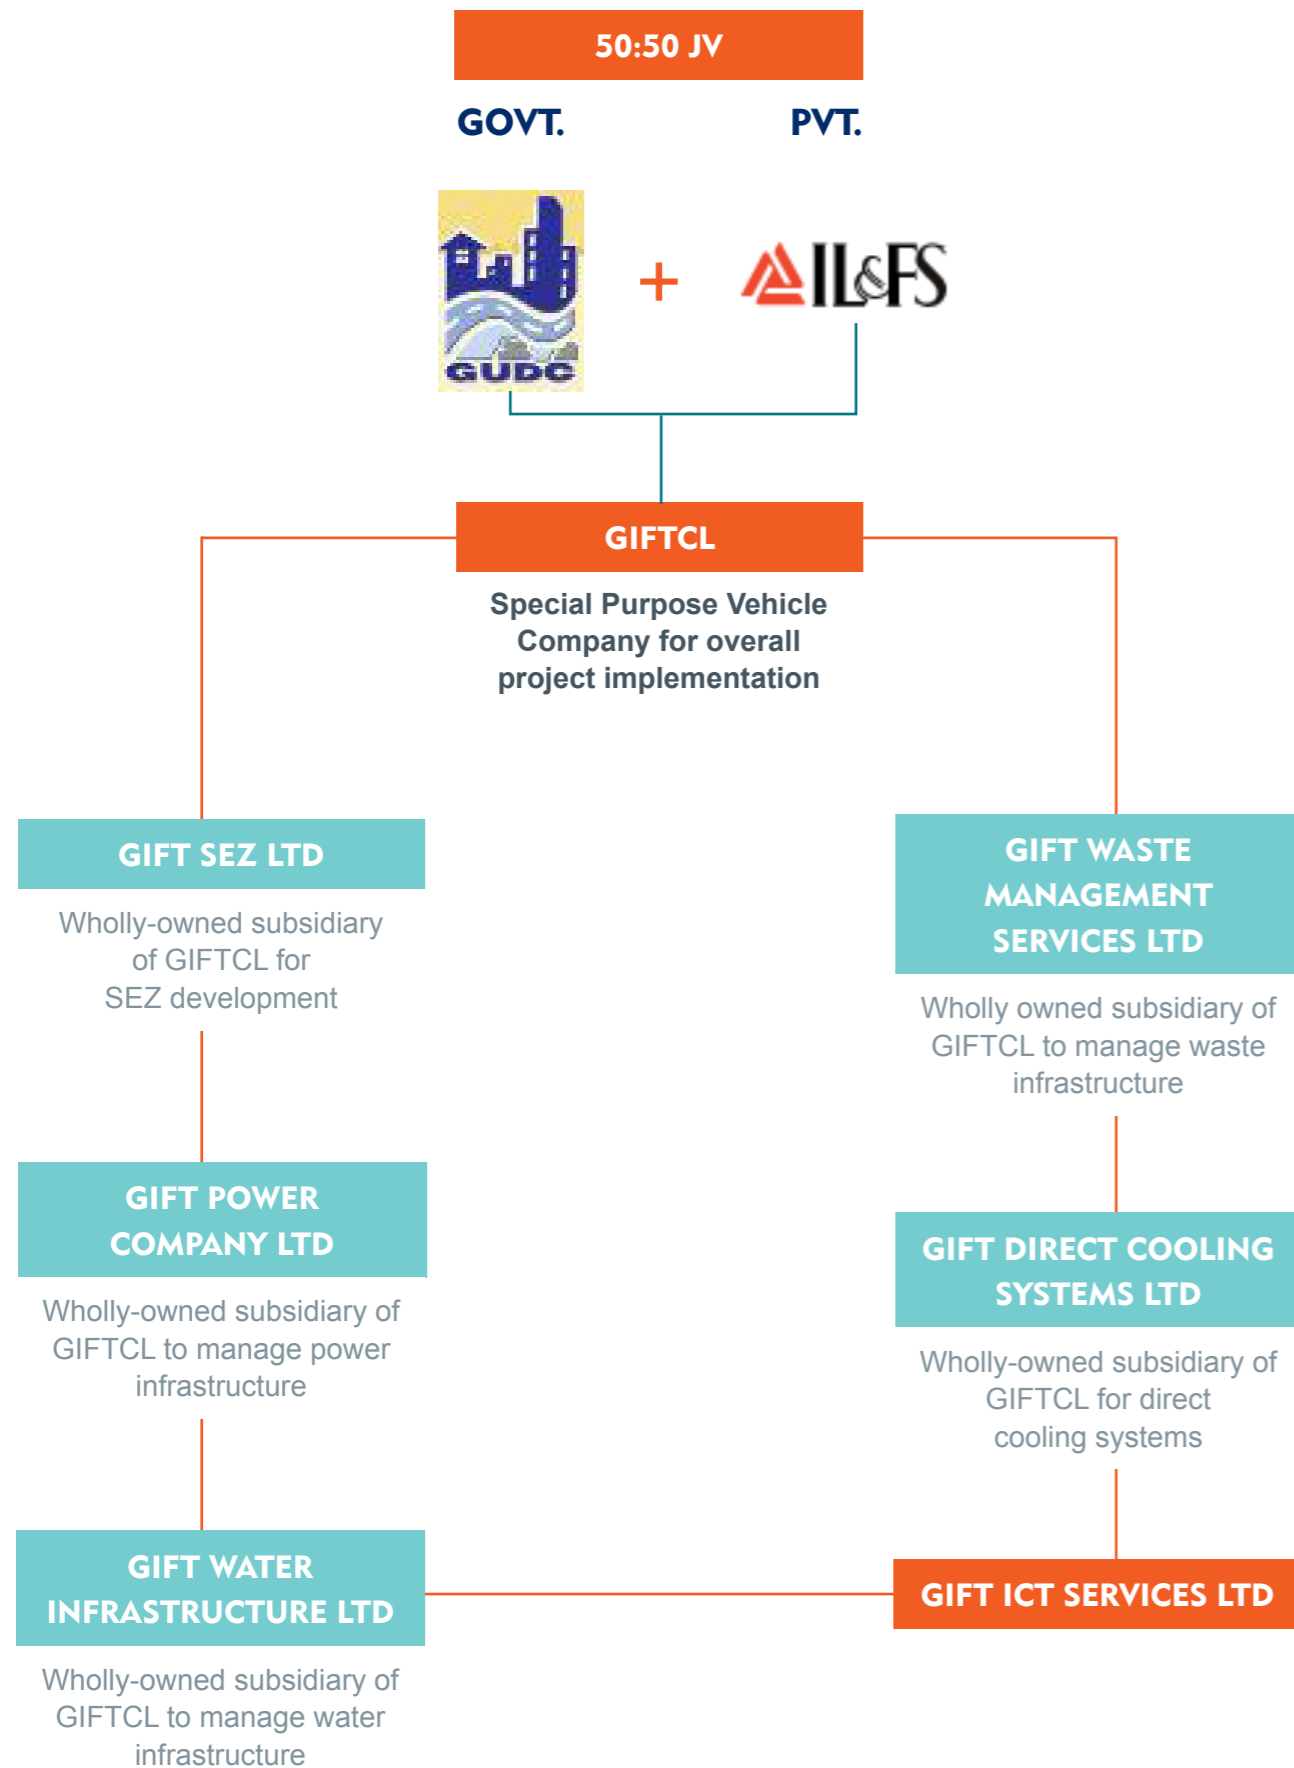 50:50 JV
GOVT.
PVT.
GUDC
+
IL&FS
GIFTCL
Special Purpose Vehicle
Company for overall
project implementation
GIFT SEZ LTD
Wholly-owned subsidiary
of GIFTCL for
SEZ development
GIFT POWER
COMPANY LTD
Wholly-owned subsidiary of
GIFTCL to manage power
infrastructure
GIFT WATER
INFRASTRUCTURE LTD
Wholly-owned subsidiary of
GIFTCL to manage water
infrastructure
GIFT WASTE
MANAGEMENT
SERVICES LTD
Wholly owned subsidiary of
GIFTCL to manage waste
infrastructure
GIFT DIRECT COOLING
SYSTEMS LTD
Wholly-owned subsidiary of
GIFTCL for direct
cooling systems
GIFT ICT SERVICES LTD